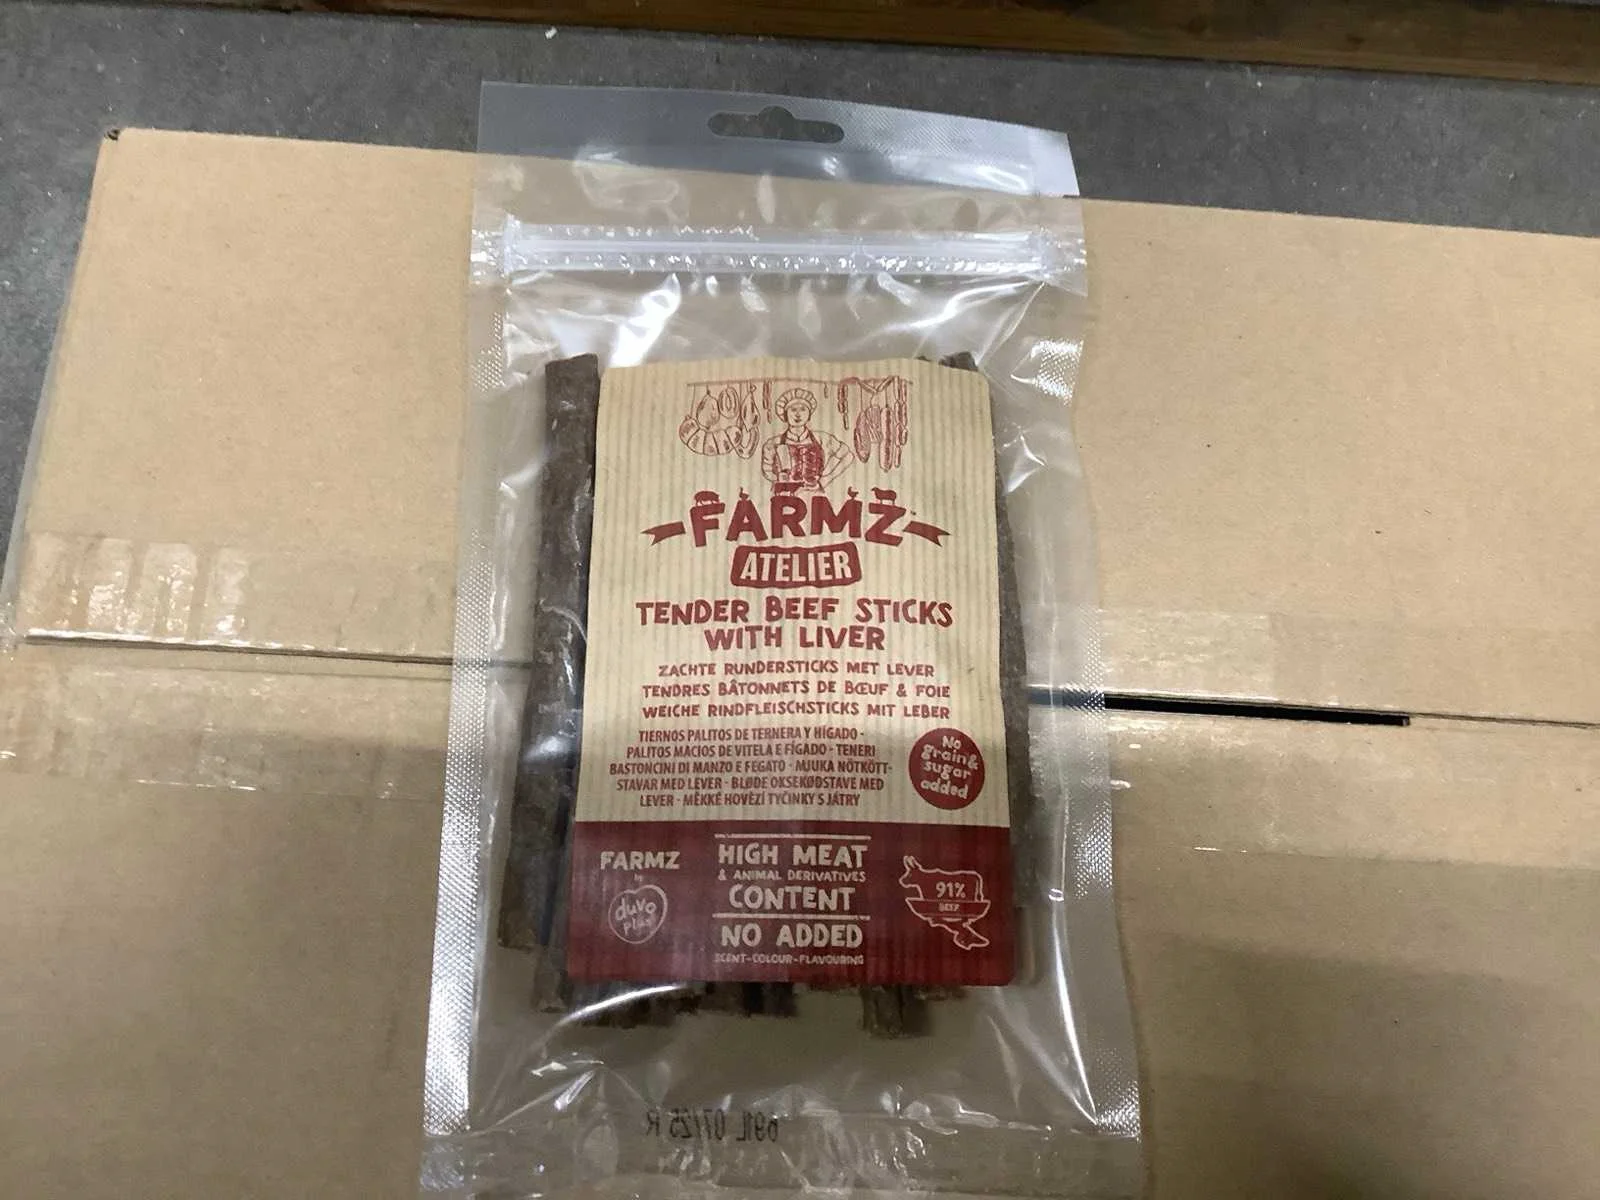 FARMZ
ATELIER
TENDER BEEF STICKS
WITH LIVER
ZACHTE RUNDERSTICKS MET LEVER
TENDRES BÂTONNETS DE BŒUF & FOIE
WEICHE RINDFLEISCHSTICKS MIT LEBER
TIERNOS PALITOS DE TERNERA Y HÍGADO -
PALITOS MACIOS DE VITELA E FÍGADO - TENERI
BASTONCINI DI MANZO E FEGATO - MJUKA NÖTKÖTT-
STAVAR MED LEVER - BLØDE OKSEKØDSTAVE MED
LEVER - MĚKKÉ HOVĚZÍ TYČINKY S JÁTRY
No
grain &
sugar
added
FARMZ
by
duvo
plus
HIGH MEAT
& ANIMAL DERIVATIVES
CONTENT
NO ADDED
SCENT-COLOUR-FLAVOURING
91%
BEEF
691L 07/25 R